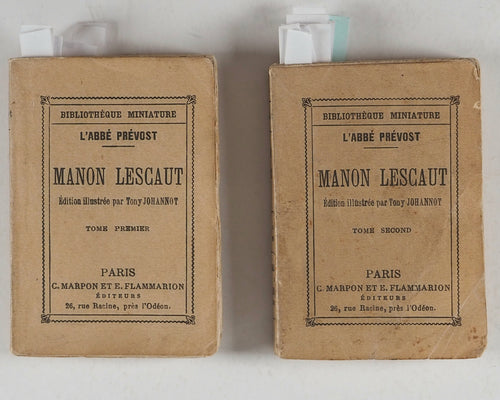 BIBLIOTHÈQUE MINIATURE
L'ABBÉ PRÉVOST
MANON LESCAUT
Édition illustrée par Tony JOHANNOT
TOME PREMIER
PARIS
C. MARPON ET E. FLAMMARION
ÉDITEURS
26, rue Racine, près l'Odéon.
BIBLIOTHÈQUE MINIATURE
L'ABBÉ PRÉVOST
MANON LESCAUT
Édition illustrée par Tony JOHANNOT
TOME SECOND
PARIS
C. MARPON ET E. FLAMMARION
ÉDITEURS
26, rue Racine, près l'Odéon.